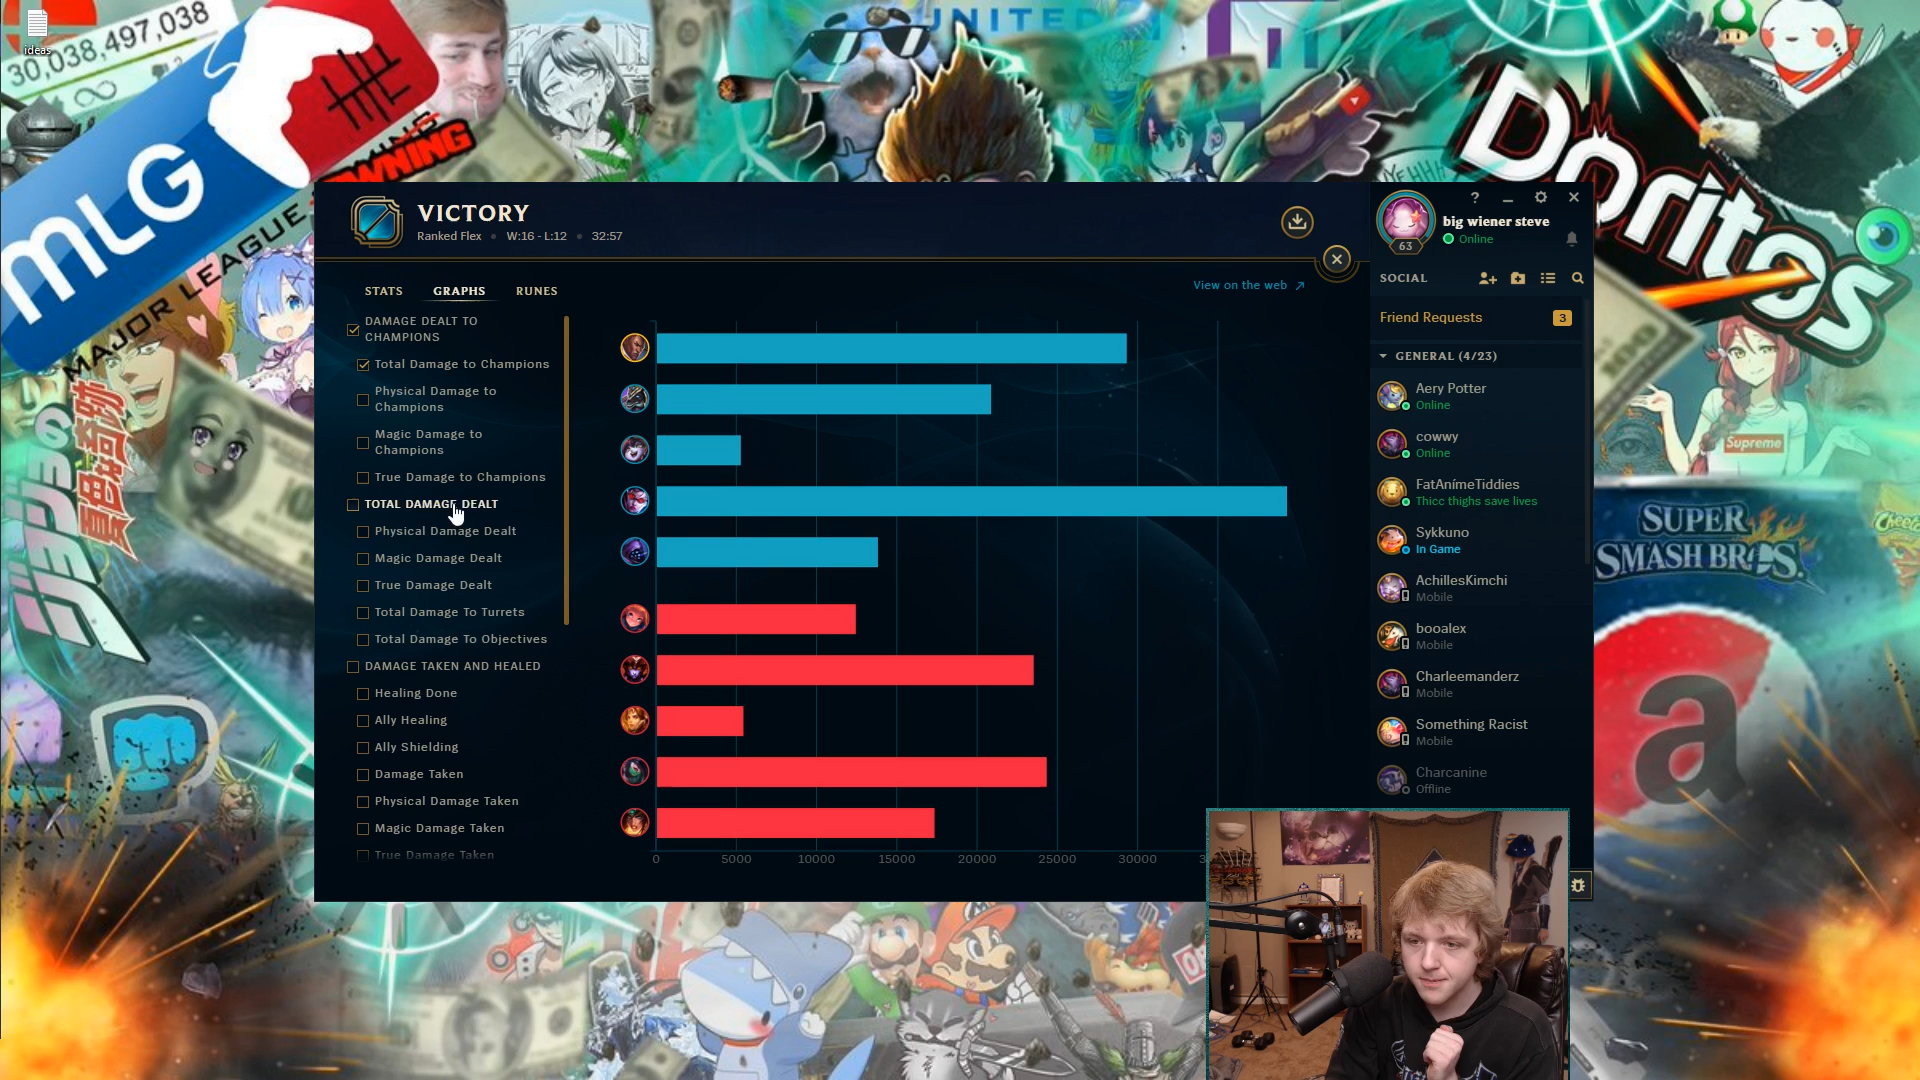 ideas
30,038,497,038
MLG
MAJOR LEAGUE
UNITED
Doritos
Supreme
SUPER
SMASH BROS.
a
VICTORY
Ranked Flex • W:16 - L:12 • 32:57
STATS GRAPHS RUNES
View on the web
DAMAGE DEALT TO
CHAMPIONS
Total Damage to Champions
Physical Damage to
Champions
Magic Damage to
Champions
True Damage to Champions
TOTAL DAMAGE DEALT
Physical Damage Dealt
Magic Damage Dealt
True Damage Dealt
Total Damage To Turrets
Total Damage To Objectives
DAMAGE TAKEN AND HEALED
Healing Done
Ally Healing
Ally Shielding
Damage Taken
Physical Damage Taken
Magic Damage Taken
True Damage Taken
0 5000 10000 15000 20000 25000 30000
?
big wiener steve
63
Online
SOCIAL
Friend Requests 3
GENERAL (4/23)
Aery Potter
Online
cowwy
Online
FatAnímeTiddies
Thicc thighs save lives
Sykkuno
In Game
AchillesKimchi
Mobile
booalex
Mobile
Charleemanderz
Mobile
Something Racist
Mobile
Charcanine
Offline